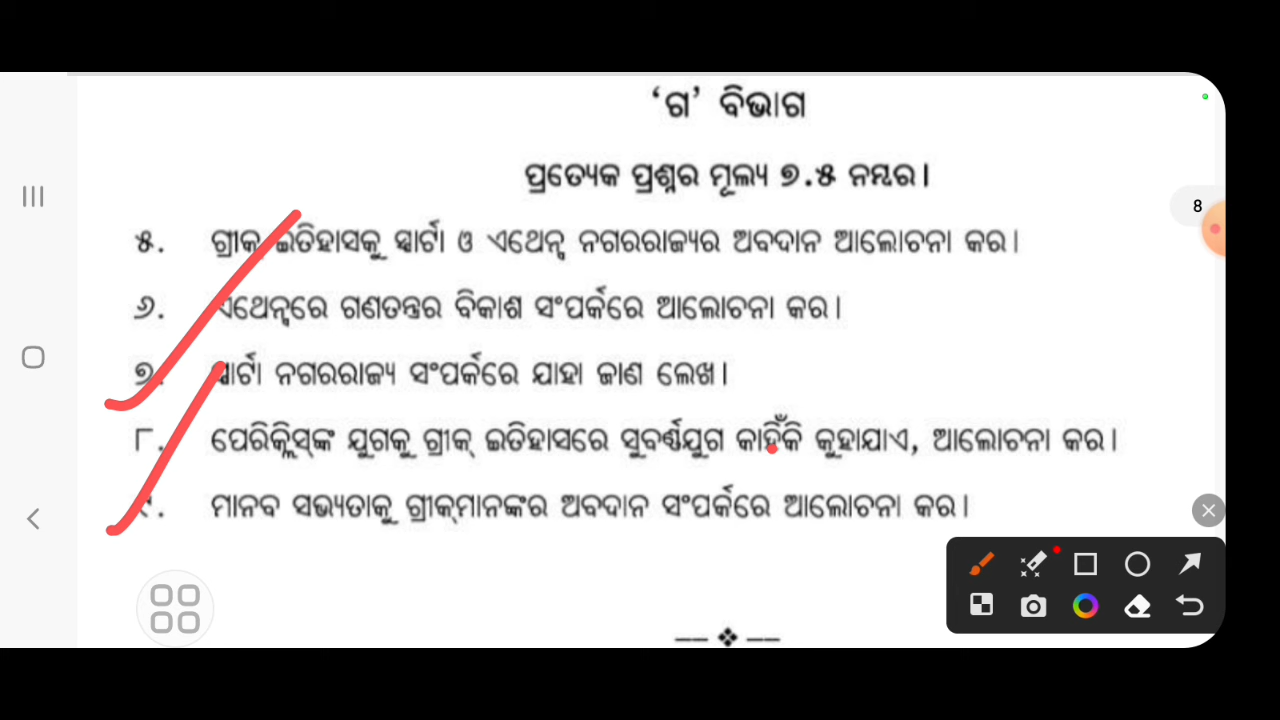 ‘ଗ’ ବିଭାଗ
ପ୍ରତ୍ୟେକ ପ୍ରଶ୍ନର ମୂଲ୍ୟ ୭.୫ ନମ୍ବର।
୫. ଗ୍ରୀକ୍ ଇତିହାସକୁ ସ୍ପାର୍ଟା ଓ ଏଥେନ୍ସ ନଗରରାଜ୍ୟର ଅବଦାନ ଆଲୋଚନା କର।
୬. ଏଥେନ୍ସରେ ଗଣତନ୍ତ୍ରର ବିକାଶ ସଂପର୍କରେ ଆଲୋଚନା କର।
୭. ସ୍ପାର୍ଟା ନଗରରାଜ୍ୟ ସଂପର୍କରେ ଯାହା ଜାଣ ଲେଖ।
୮. ପେରିକ୍ଲିସ୍‌ଙ୍କ ଯୁଗକୁ ଗ୍ରୀକ୍ ଇତିହାସରେ ସୁବର୍ଣ୍ଣଯୁଗ କାହିଁକି କୁହାଯାଏ, ଆଲୋଚନା କର।
୯. ମାନବ ସଭ୍ୟତାକୁ ଗ୍ରୀକ୍‌ମାନଙ୍କର ଅବଦାନ ସଂପର୍କରେ ଆଲୋଚନା କର।
8